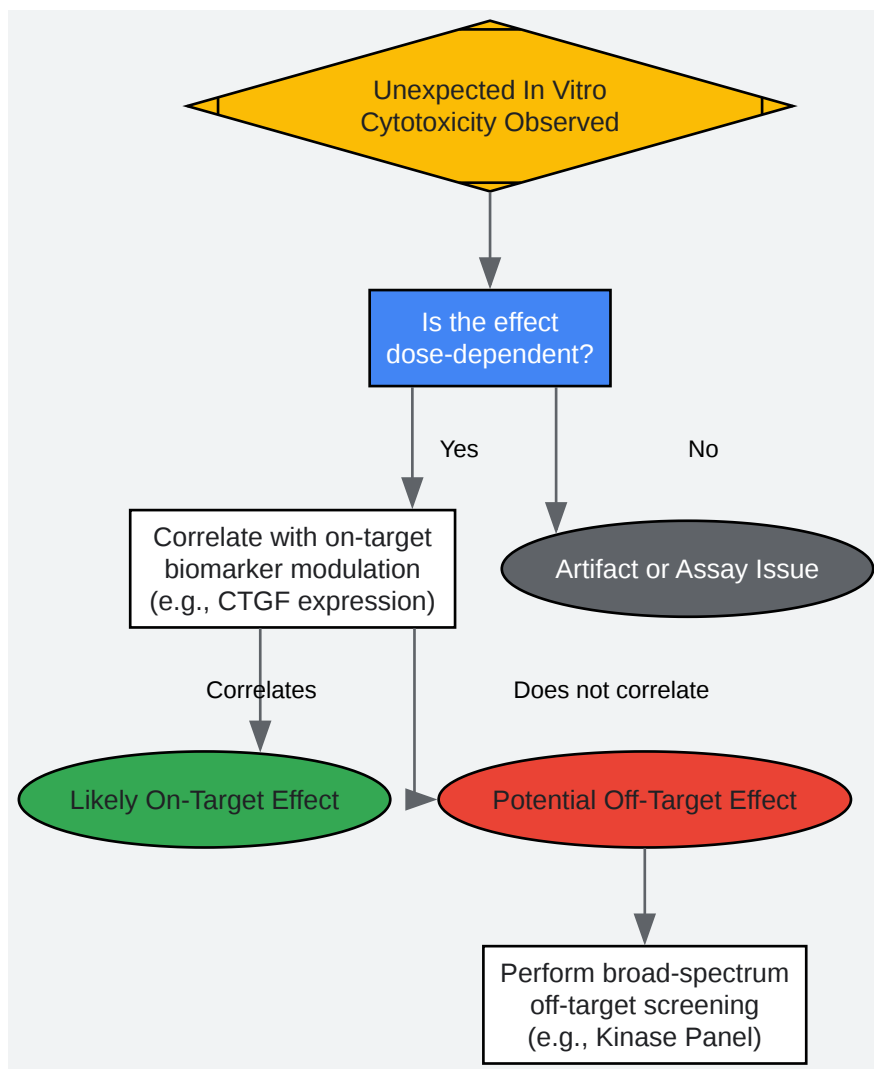 Unexpected In Vitro
Cytotoxicity Observed
Is the effect
dose-dependent?
Yes
No
Correlate with on-target
biomarker modulation
(e.g., CTGF expression)
Artifact or Assay Issue
Correlates
Does not correlate
Likely On-Target Effect
Potential Off-Target Effect
Perform broad-spectrum
off-target screening
(e.g., Kinase Panel)